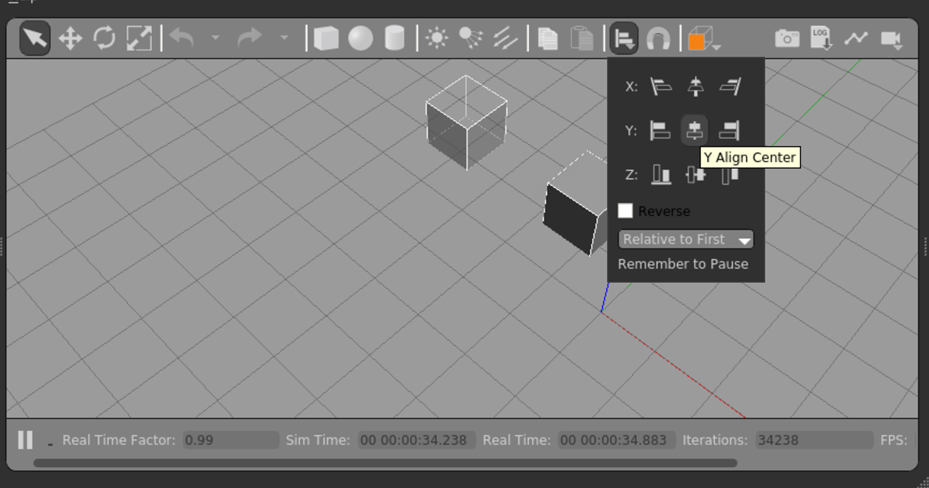 LOG
X:
Y:
Y Align Center
Z:
Reverse
Relative to First
Remember to Pause
Real Time Factor: 0.99 Sim Time: 00 00:00:34.238 Real Time: 00 00:00:34.883 Iterations: 34238 FPS: